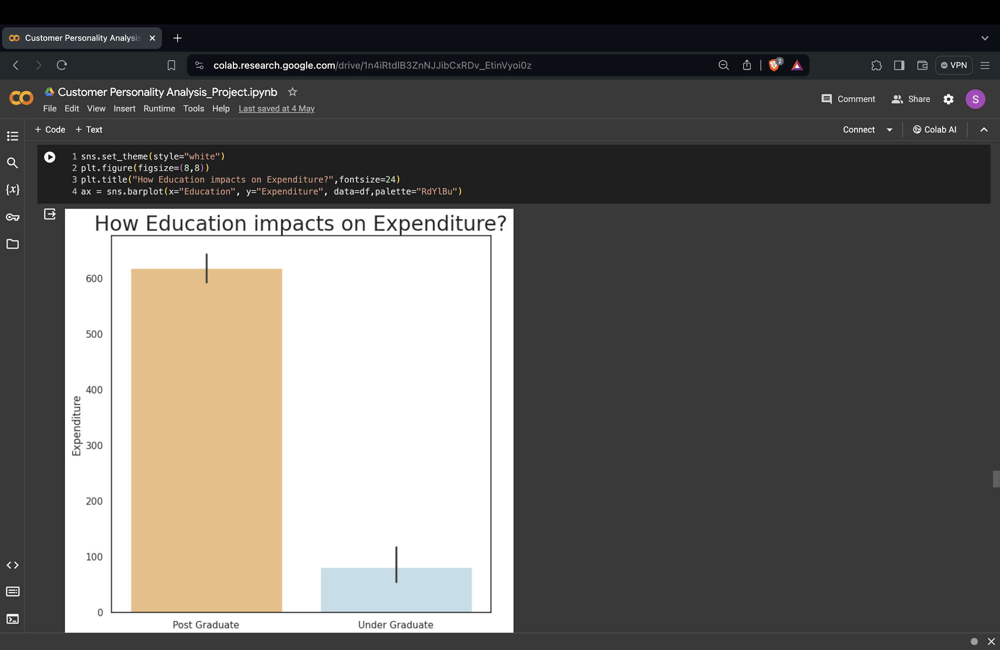 Customer Personality Analysis
colab.research.google.com/drive/1n4iRtdIB3ZnNJJibCxRDv_EtinVyoi0z
2
VPN
Customer Personality Analysis_Project.ipynb
Comment
Share
S
File Edit View Insert Runtime Tools Help Last saved at 4 May
+ Code + Text
Connect
Colab AI
{x}
1 sns.set_theme(style="white")
2 plt.figure(figsize=(8,8))
3 plt.title("How Education impacts on Expenditure?",fontsize=24)
4 ax = sns.barplot(x="Education", y="Expenditure", data=df,palette="RdYlBu")
How Education impacts on Expenditure?
600
500
400
300
200
100
0
Expenditure
Post Graduate
Under Graduate